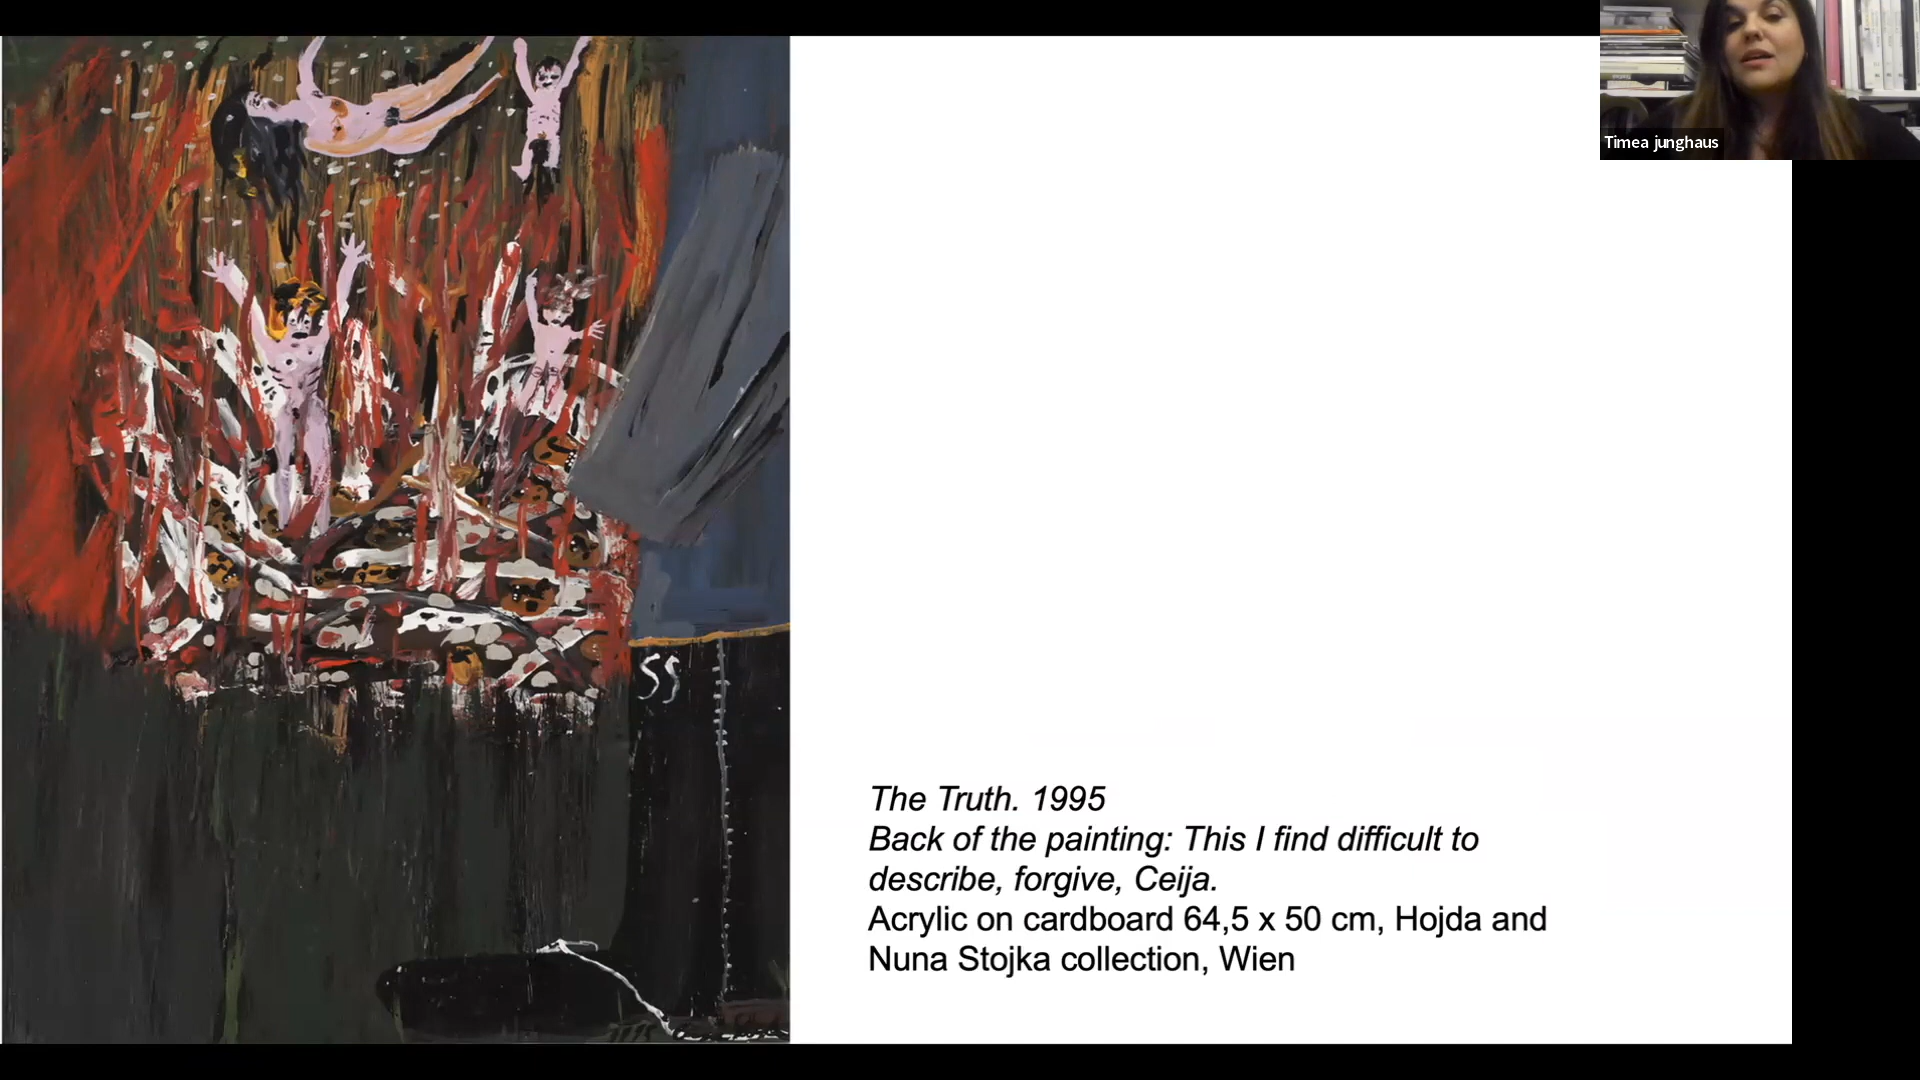 Timea junghaus
SS
The Truth. 1995
Back of the painting: This I find difficult to
describe, forgive, Ceija.
Acrylic on cardboard 64,5 x 50 cm, Hojda and
Nuna Stojka collection, Wien